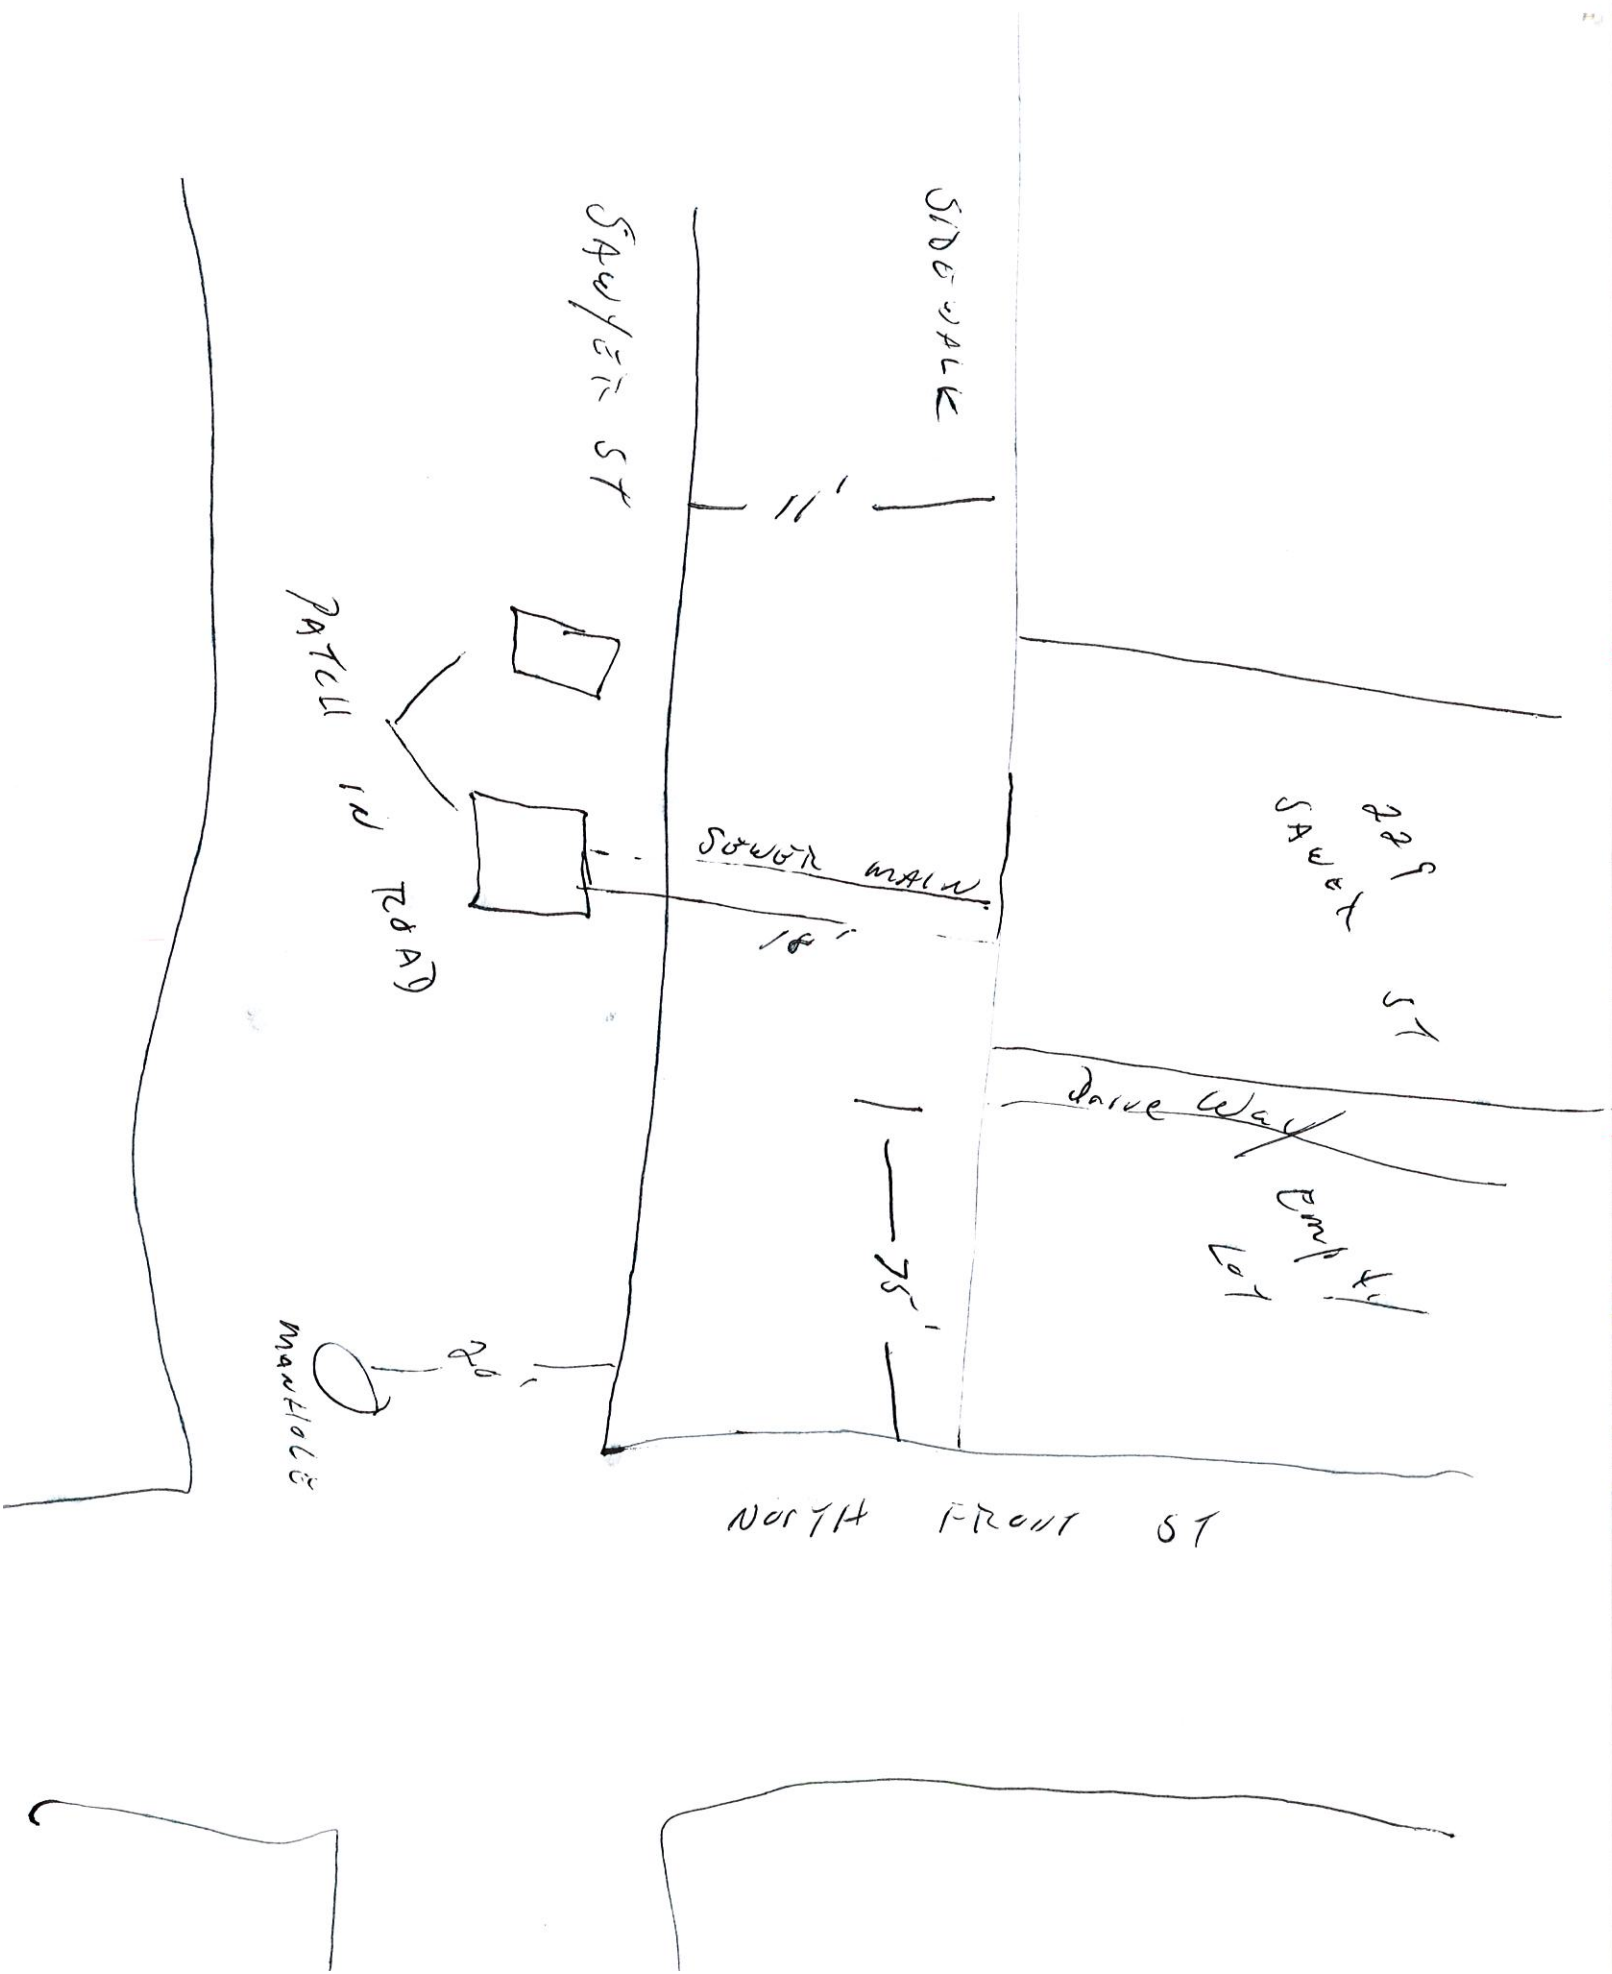 SIDEWALK
SAWYER ST
11'
PATCH IN ROAD
SEWER MAIN
18'
229
SAWYER ST
Drive Way
Empty
LOT
75'
20'
MANHOLE
NORTH FRONT ST